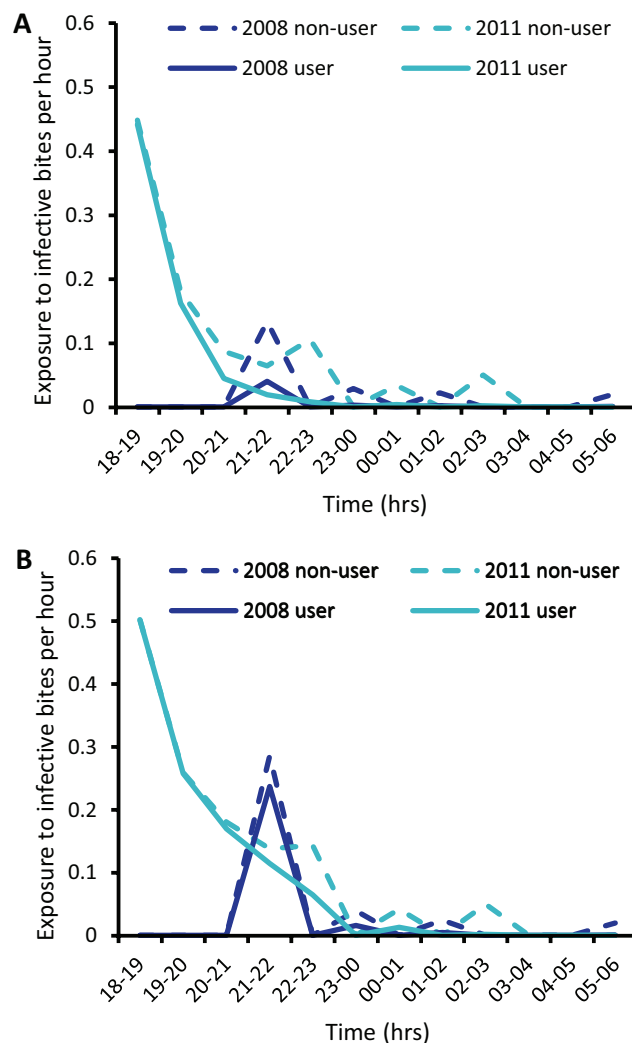 A
2008 non-user 2011 non-user
2008 user 2011 user
Exposure to infective bites per hour
0.6
0.5
0.4
0.3
0.2
0.1
0
18-19 19-20 20-21 21-22 22-23 23-00 00-01 01-02 02-03 03-04 04-05 05-06
Time (hrs)
B
2008 non-user 2011 non-user
2008 user 2011 user
Exposure to infective bites per hour
0.6
0.5
0.4
0.3
0.2
0.1
0
18-19 19-20 20-21 21-22 22-23 23-00 00-01 01-02 02-03 03-04 04-05 05-06
Time (hrs)